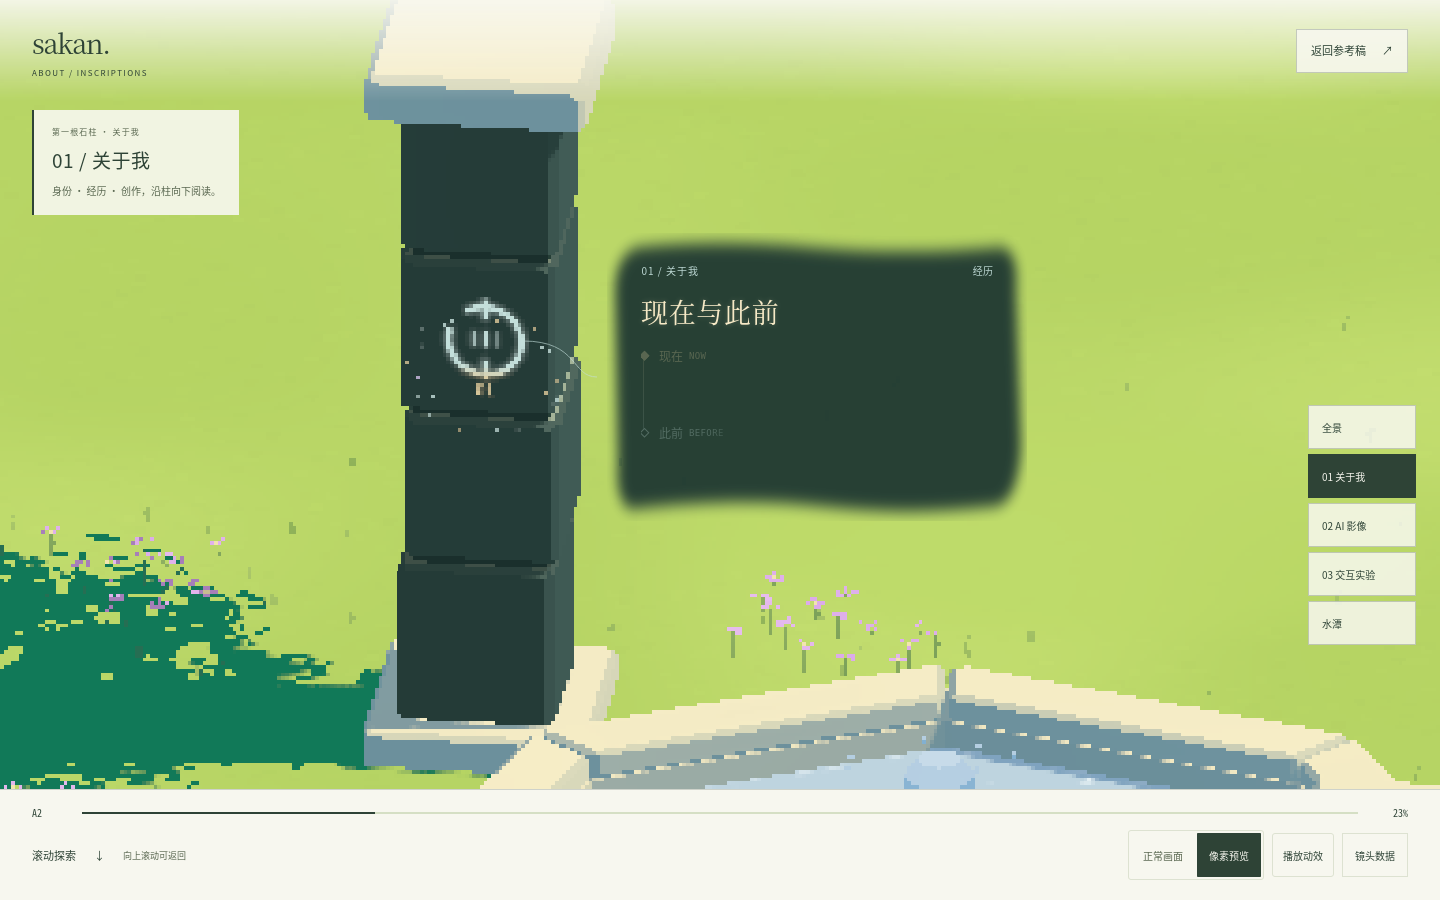 sakan.
ABOUT / INSCRIPTIONS
返回参考稿 ↗
第一根石柱 · 关于我
01 / 关于我
身份 · 经历 · 创作，沿柱向下阅读。
01 / 关于我 经历
现在与此前
现在 NOW
此前 BEFORE
全景
01 关于我
02 AI 影像
03 交互实验
水潭
A2 23%
滚动探索 ↓ 向上滚动可返回
正常画面 像素预览 播放动效 镜头数据